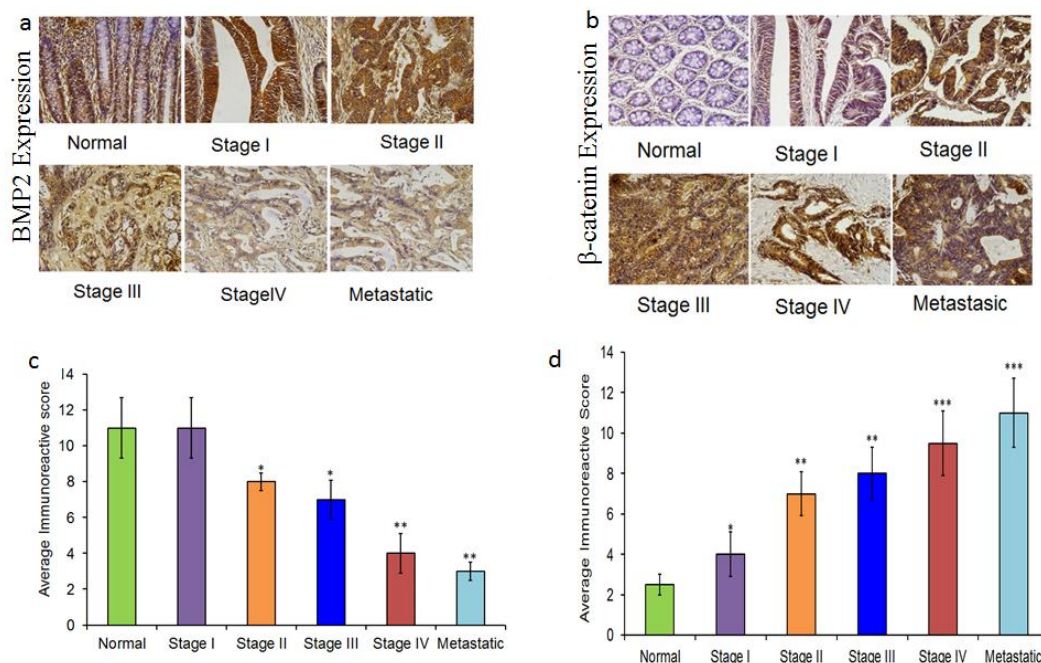 a
BMP2 Expression
Normal Stage I Stage II
Stage III StageIV Metastatic
b
β-catenin Expression
Normal Stage I Stage II
Stage III Stage IV Metastasic
c
Average Immunoreactive score
14
12
10
8
6
4
2
0
* * ** **
Normal Stage I Stage II Stage III Stage IV Metastatic
d
Average Immunoreactive Score
14
12
10
8
6
4
2
0
* ** ** *** ***
Normal Stage I Stage II Stage III Stage IV Metastatic